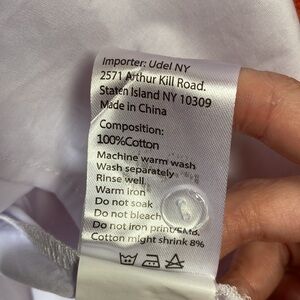 Importer: Udel NY
2571 Arthur Kill Road.
Staten Island NY 10309
Made in China
Composition:
100%Cotton
Machine warm wash
Wash separately
Rinse well
Warm iron
Do not soak
Do not bleach
Do not iron print/EMB.
Cotton might shrink 8%